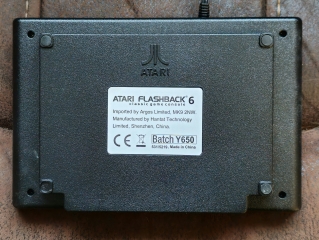 ATARI
ATARI FLASHBACK 6
classic game console
Imported by Argos Limited, MK9 2NW
Manufactured by Hantai Technology
Limited, Shenzhen, China.
CE Batch Y650
Made in China